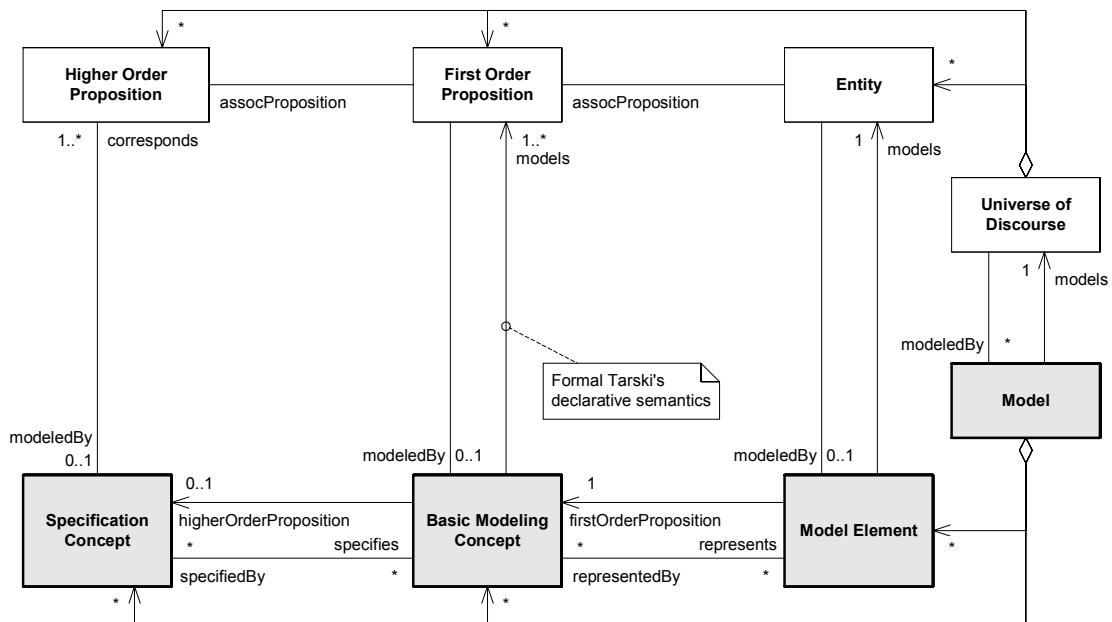 *
*
Higher Order
Proposition
First Order
Proposition
Entity
*
assocProposition
assocProposition
1..*
corresponds
1..*
models
1
models
Universe of
Discourse
1
models
modeledBy
*
Formal Tarski's
declarative semantics
Model
modeledBy
0..1
modeledBy
0..1
modeledBy
0..1
Specification
Concept
0..1
higherOrderProposition
Basic Modeling
Concept
1
firstOrderProposition
Model Element
*
specifies
specifiedBy
*
*
represents
representedBy
*
*
*
*